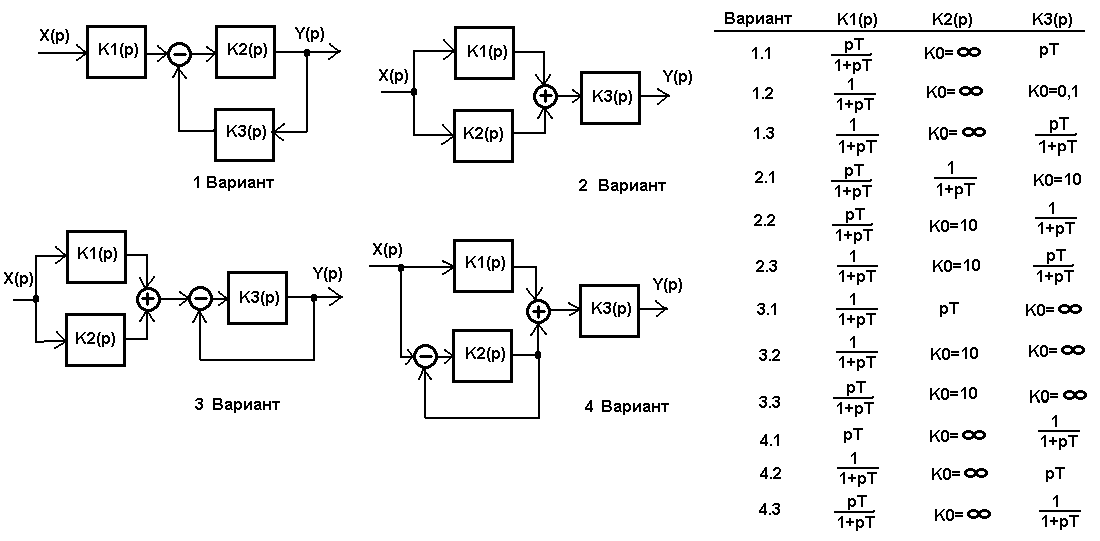 X(p) K1(p) − K2(p) Y(p)
K3(p)
1 Вариант
X(p) K1(p)
K2(p) + K3(p) Y(p)
2 Вариант
X(p) K1(p)
K2(p) + − K3(p) Y(p)
3 Вариант
X(p) K1(p)
− K2(p) + K3(p) Y(p)
4 Вариант
Вариант K1(p) K2(p) K3(p)
1.1 pT/1+pT K0=∞ pT
1.2 1/1+pT K0=∞ K0=0,1
1.3 1/1+pT K0=∞ pT/1+pT
2.1 pT/1+pT 1/1+pT K0=10
2.2 pT/1+pT K0=10 1/1+pT
2.3 1/1+pT K0=10 pT/1+pT
3.1 1/1+pT pT K0=∞
3.2 1/1+pT K0=10 K0=∞
3.3 pT/1+pT K0=10 K0=∞
4.1 pT K0=∞ 1/1+pT
4.2 1/1+pT K0=∞ pT
4.3 pT/1+pT K0=∞ 1/1+pT